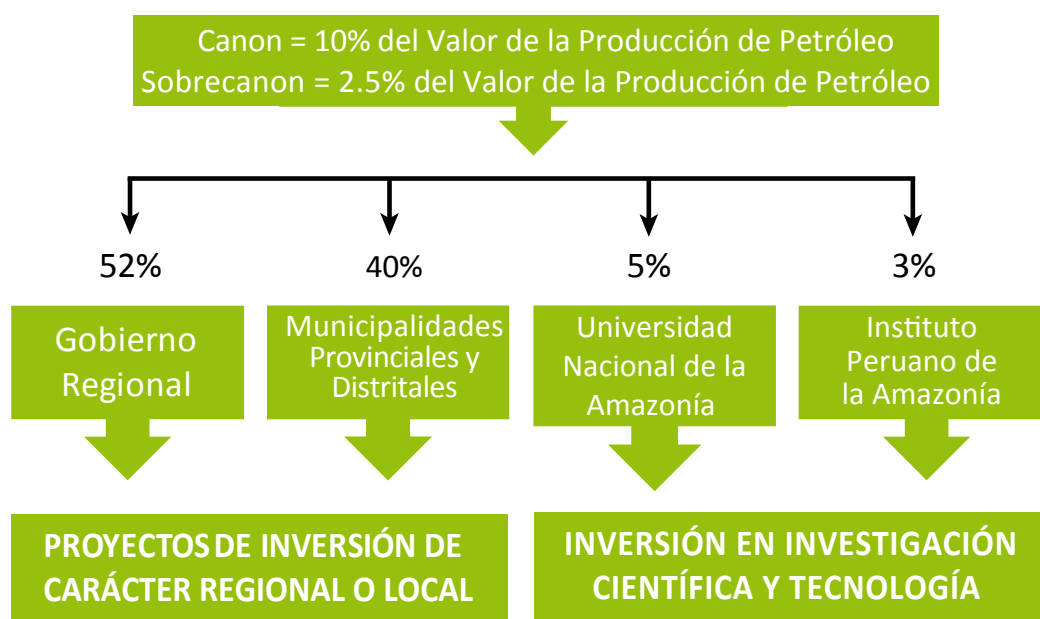 Canon = 10% del Valor de la Producción de Petróleo
Sobrecanon = 2.5% del Valor de la Producción de Petróleo
52%
40%
5%
3%
Gobierno
Regional
Municipalidades
Provinciales y
Distritales
Universidad
Nacional de la
Amazonía
Instituto
Peruano de
la Amazonía
PROYECTOS DE INVERSIÓN DE
CARÁCTER REGIONAL O LOCAL
INVERSIÓN EN INVESTIGACIÓN
CIENTÍFICA Y TECNOLOGÍA